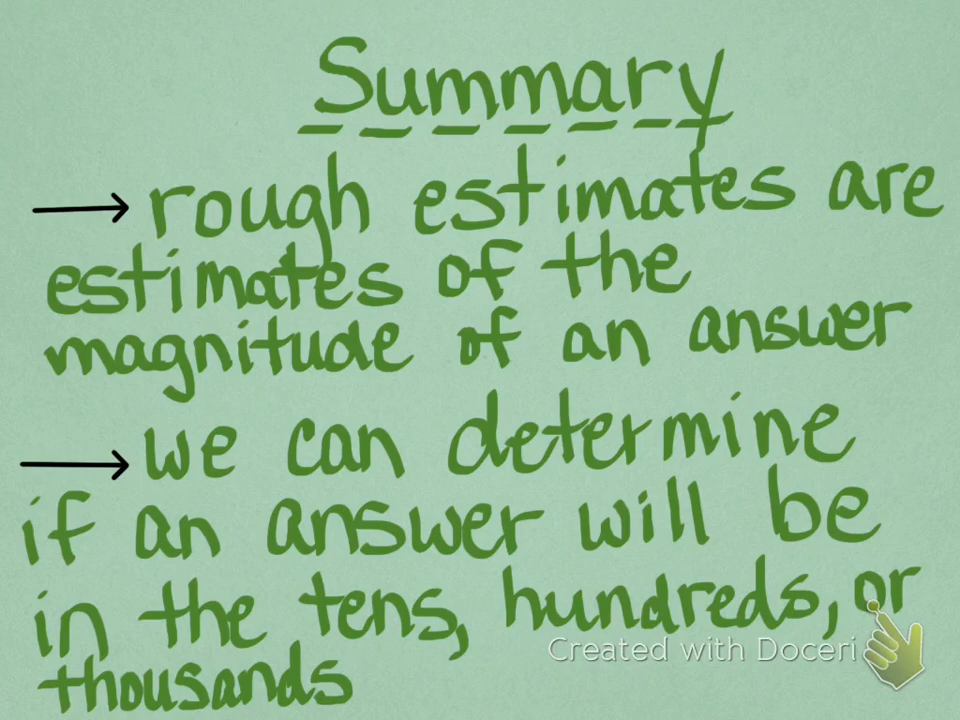 Summary
→ rough estimates are
estimates of the
magnitude of an answer
→ we can determine
if an answer will be
in the tens, hundreds, or
thousands
Created with Doceri